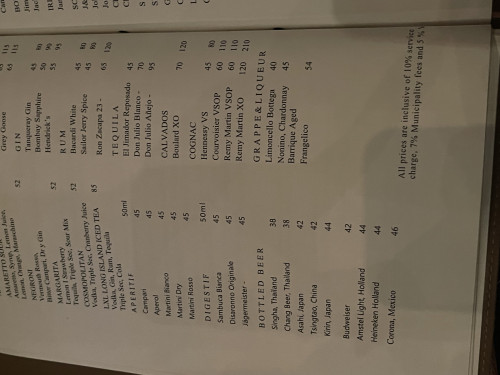 AMARETTO SOUR
Amaretto, Syrup, Lemon Juice,
Lemon, Orange, Maraschino
NEGRONI 52
Vermouth Rosso,
Bitter Campari, Dry Gin
MARGARITA 52
Lemon / Strawberry
Tequila, Triple Sec, Sour Mix
COSMOPOLITAN 52
Vodka, Triple Sec, Cranberry Juice
LXL LONG ISLAND ICED TEA 85
Vodka, Gin, Rum, Tequila
Triple Sec, Cola
APERITIF 50ml
Campari 45
Aperol 45
Martini Bianco 45
Martini Dry 45
Martini Rosso 45
DIGESTIF 50ml
Sambuca Bianca 45
Disaronno Originale 45
Jägermeister - 45
BOTTLED BEER
Singha, Thailand 38
Chang Beer, Thailand 38
Asahi, Japan 42
Tsingtao, China 42
Kirin, Japan 44
Budweiser 42
Amstel Light, Holland 44
Heineken Holland 44
Corona, Mexico 46
Grey Goose 65 115
GIN
Tanqueray Gin 45 80
Bombay Sapphire 50 90
Hendrick's 55 95
RUM
Bacardi White 45 80
Sailor Jerry Spice 45 80
Ron Zacapa 23 - 65 120
TEQUILA
El Jimador Reposado 45
Don Julio Blanco - 70
Don Julio Añejo - 95
CALVADOS
Boulard XO 70 120
COGNAC
Hennessy VS 45 80
Courvoisier VSOP 60 110
Remy Martin VSOP 60 110
Remy Martin XO 120 210
GRAPPE & LIQUEUR
Limoncello Bottega 40
Nonino, Chardonnay 45
Barrique Aged
Frangelico 54
All prices are inclusive of 10% service
charge, 7% Municipality fees and 5 %